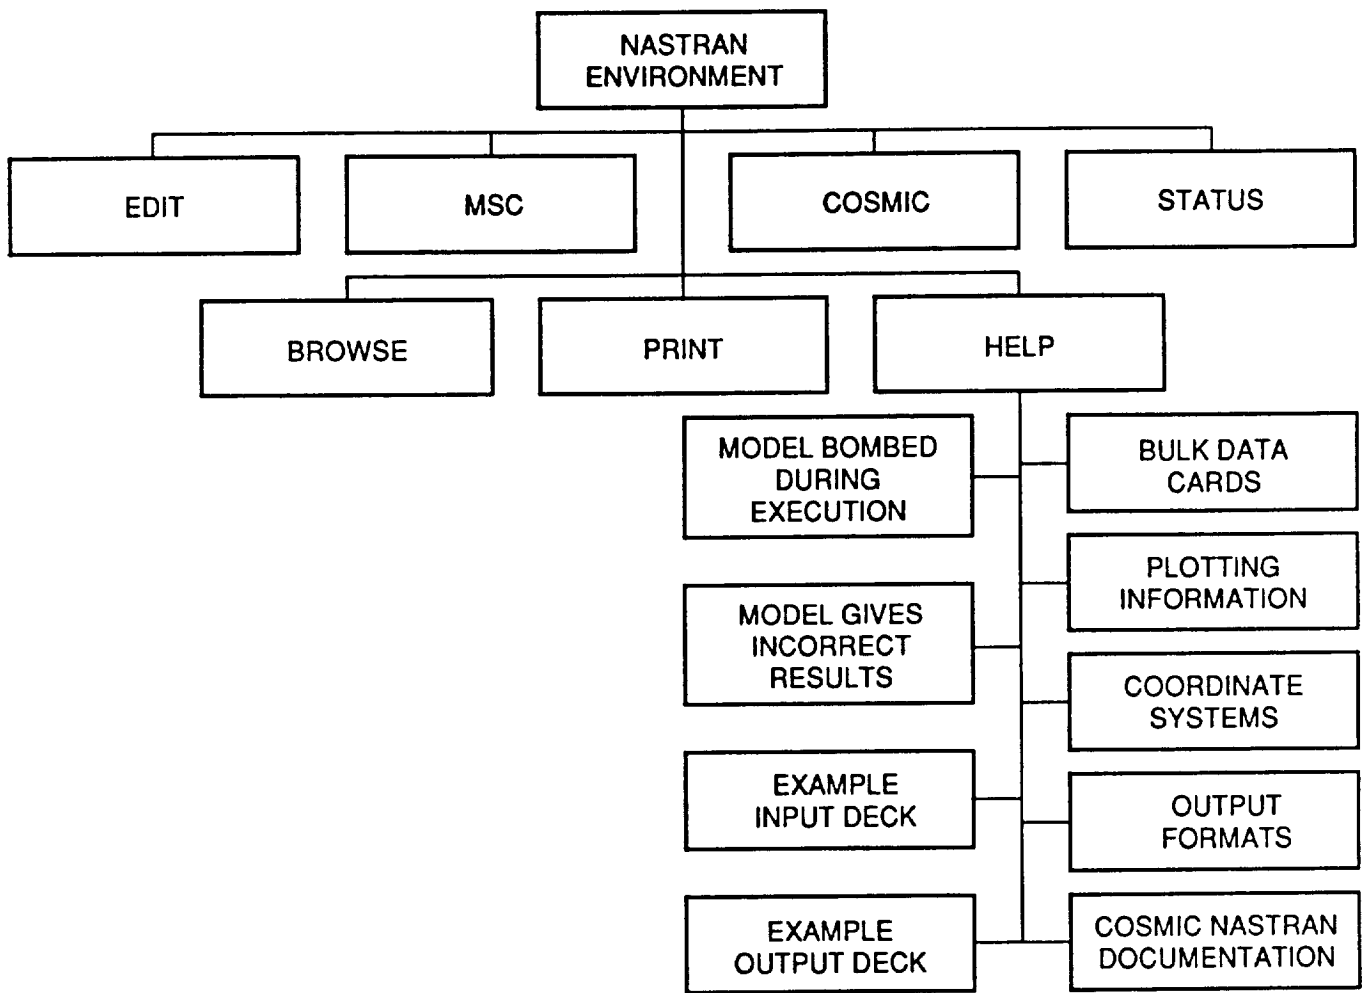 NASTRAN
ENVIRONMENT
EDIT
MSC
COSMIC
STATUS
BROWSE
PRINT
HELP
MODEL BOMBED
DURING
EXECUTION
BULK DATA
CARDS
PLOTTING
INFORMATION
MODEL GIVES
INCORRECT
RESULTS
COORDINATE
SYSTEMS
EXAMPLE
INPUT DECK
OUTPUT
FORMATS
EXAMPLE
OUTPUT DECK
COSMIC NASTRAN
DOCUMENTATION